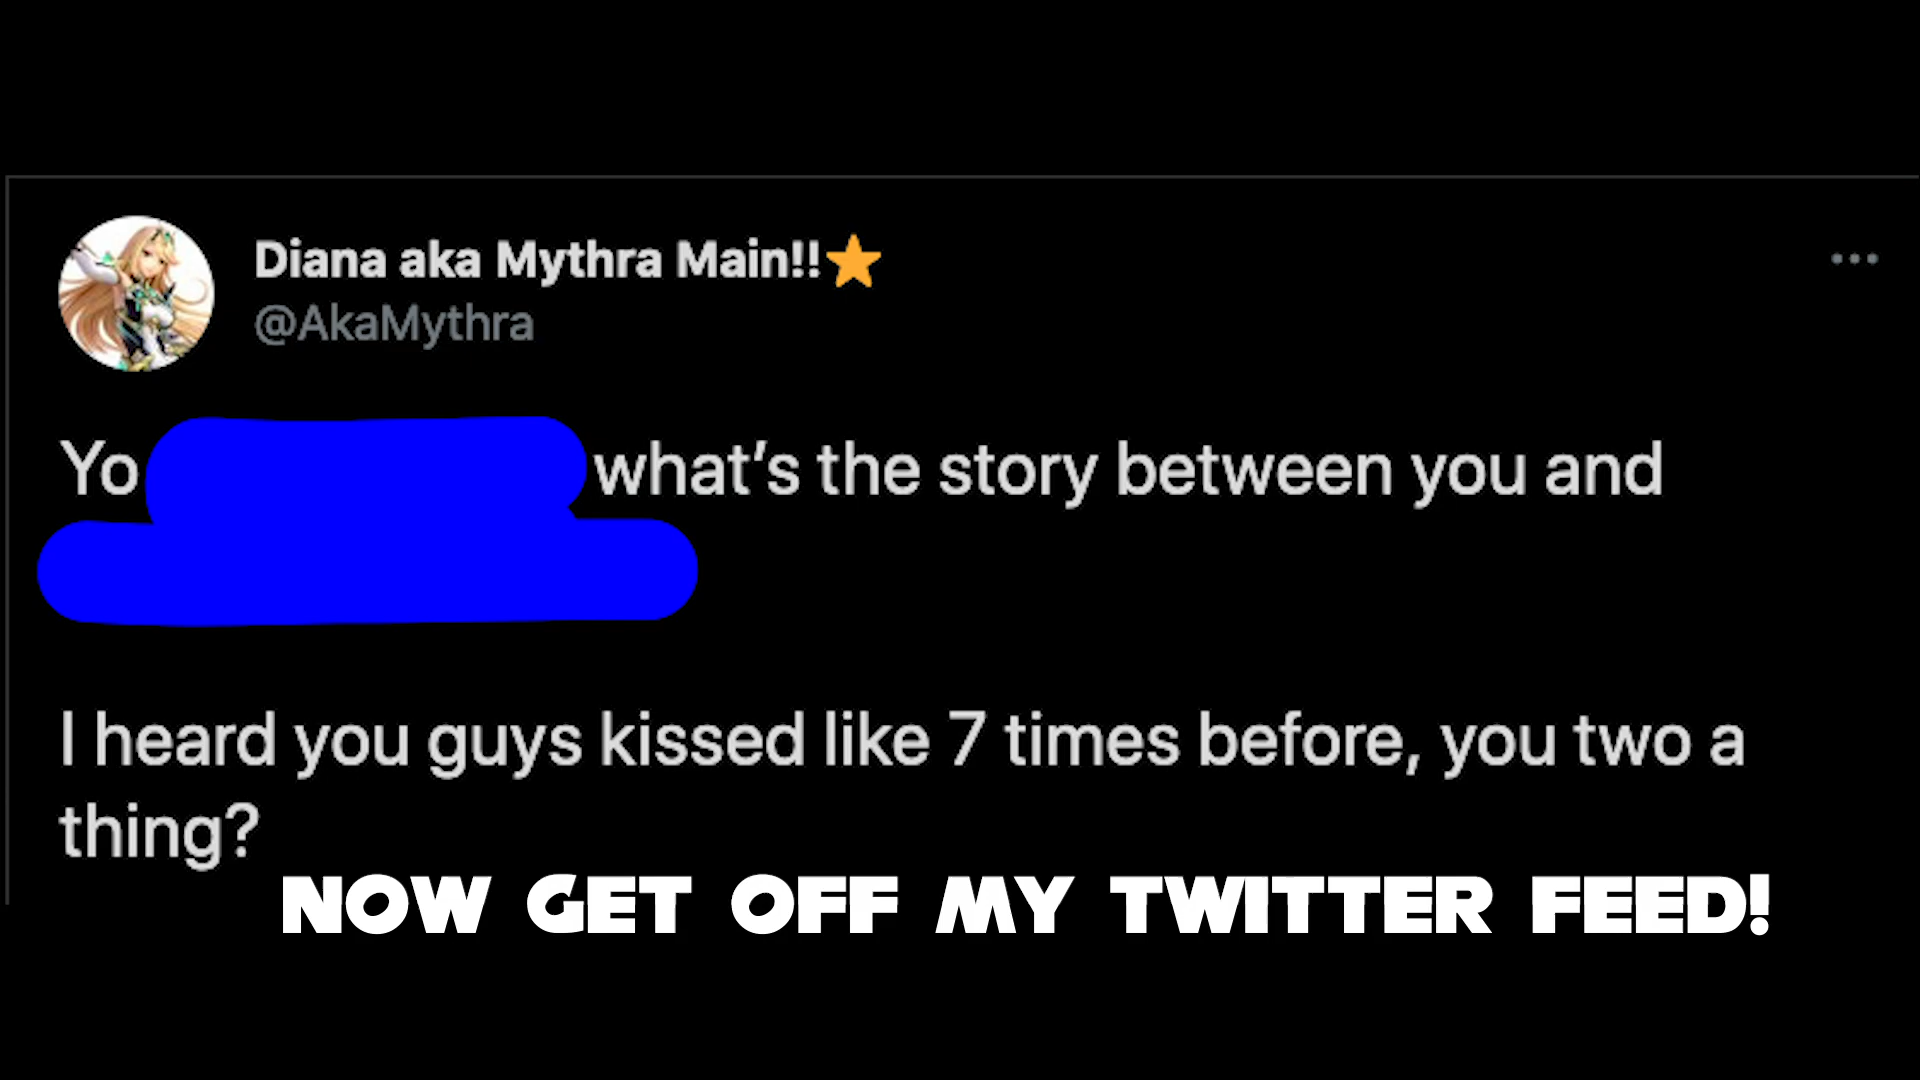 Diana aka Mythra Main!!⭐
@AkaMythra
Yo what's the story between you and
I heard you guys kissed like 7 times before, you two a
thing?
NOW GET OFF MY TWITTER FEED!